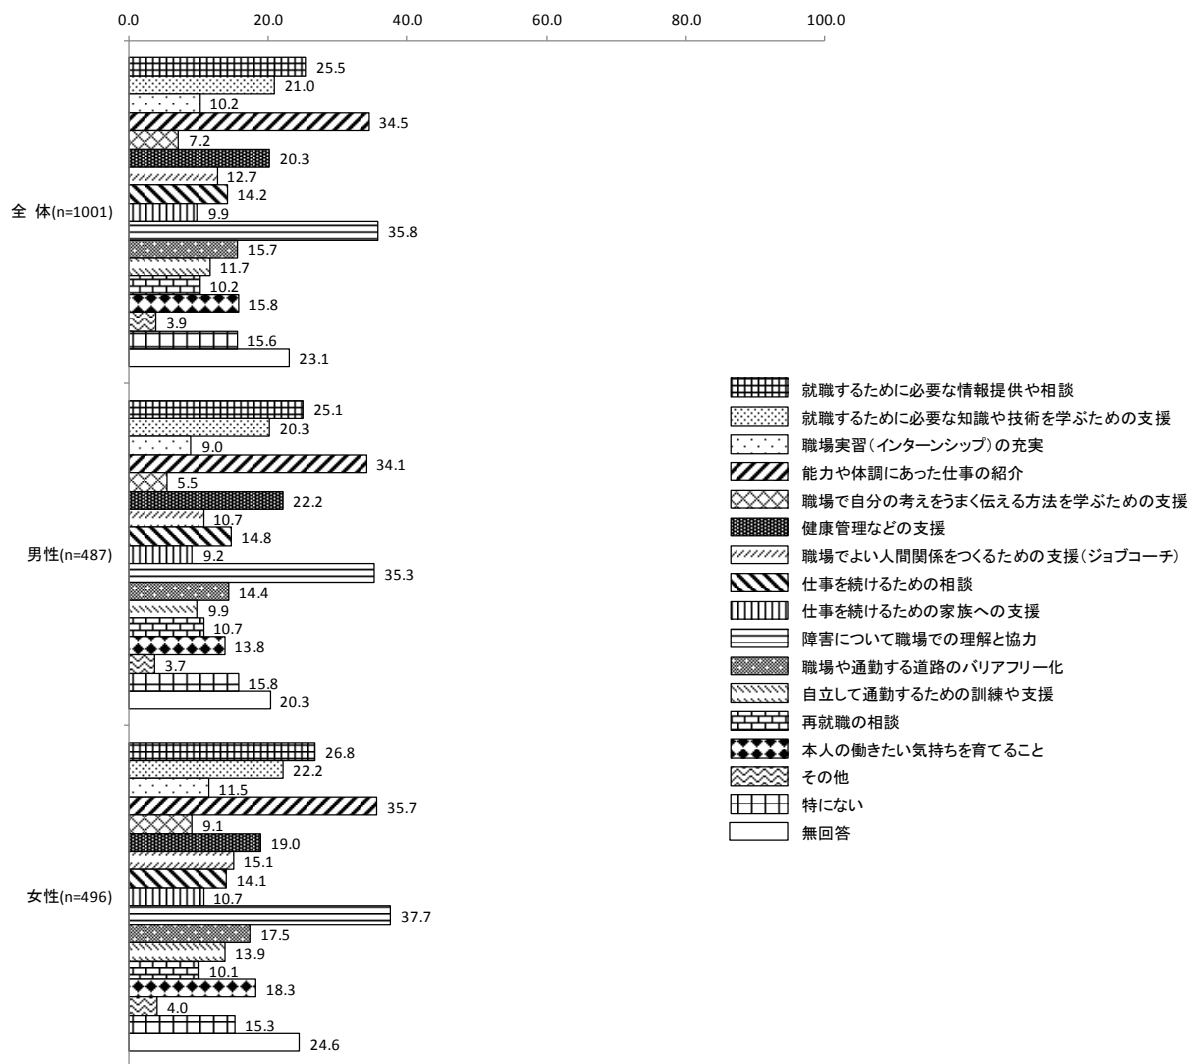 0.0 20.0 40.0 60.0 80.0 100.0
全 体(n=1001)
25.5
21.0
10.2
34.5
7.2
20.3
12.7
14.2
9.9
35.8
15.7
11.7
10.2
15.8
3.9
15.6
23.1
男性(n=487)
25.1
20.3
9.0
34.1
5.5
22.2
10.7
14.8
9.2
35.3
14.4
9.9
10.7
13.8
3.7
15.8
20.3
女性(n=496)
26.8
22.2
11.5
35.7
9.1
19.0
15.1
14.1
10.7
37.7
17.5
13.9
10.1
18.3
4.0
15.3
24.6
就職するために必要な情報提供や相談
就職するために必要な知識や技術を学ぶための支援
職場実習(インターンシップ)の充実
能力や体調にあった仕事の紹介
職場で自分の考えをうまく伝える方法を学ぶための支援
健康管理などの支援
職場でよい人間関係をつくるための支援(ジョブコーチ)
仕事を続けるための相談
仕事を続けるための家族への支援
障害について職場での理解と協力
職場や通勤する道路のバリアフリー化
自立して通勤するための訓練や支援
再就職の相談
本人の働きたい気持ちを育てること
その他
特にない
無回答